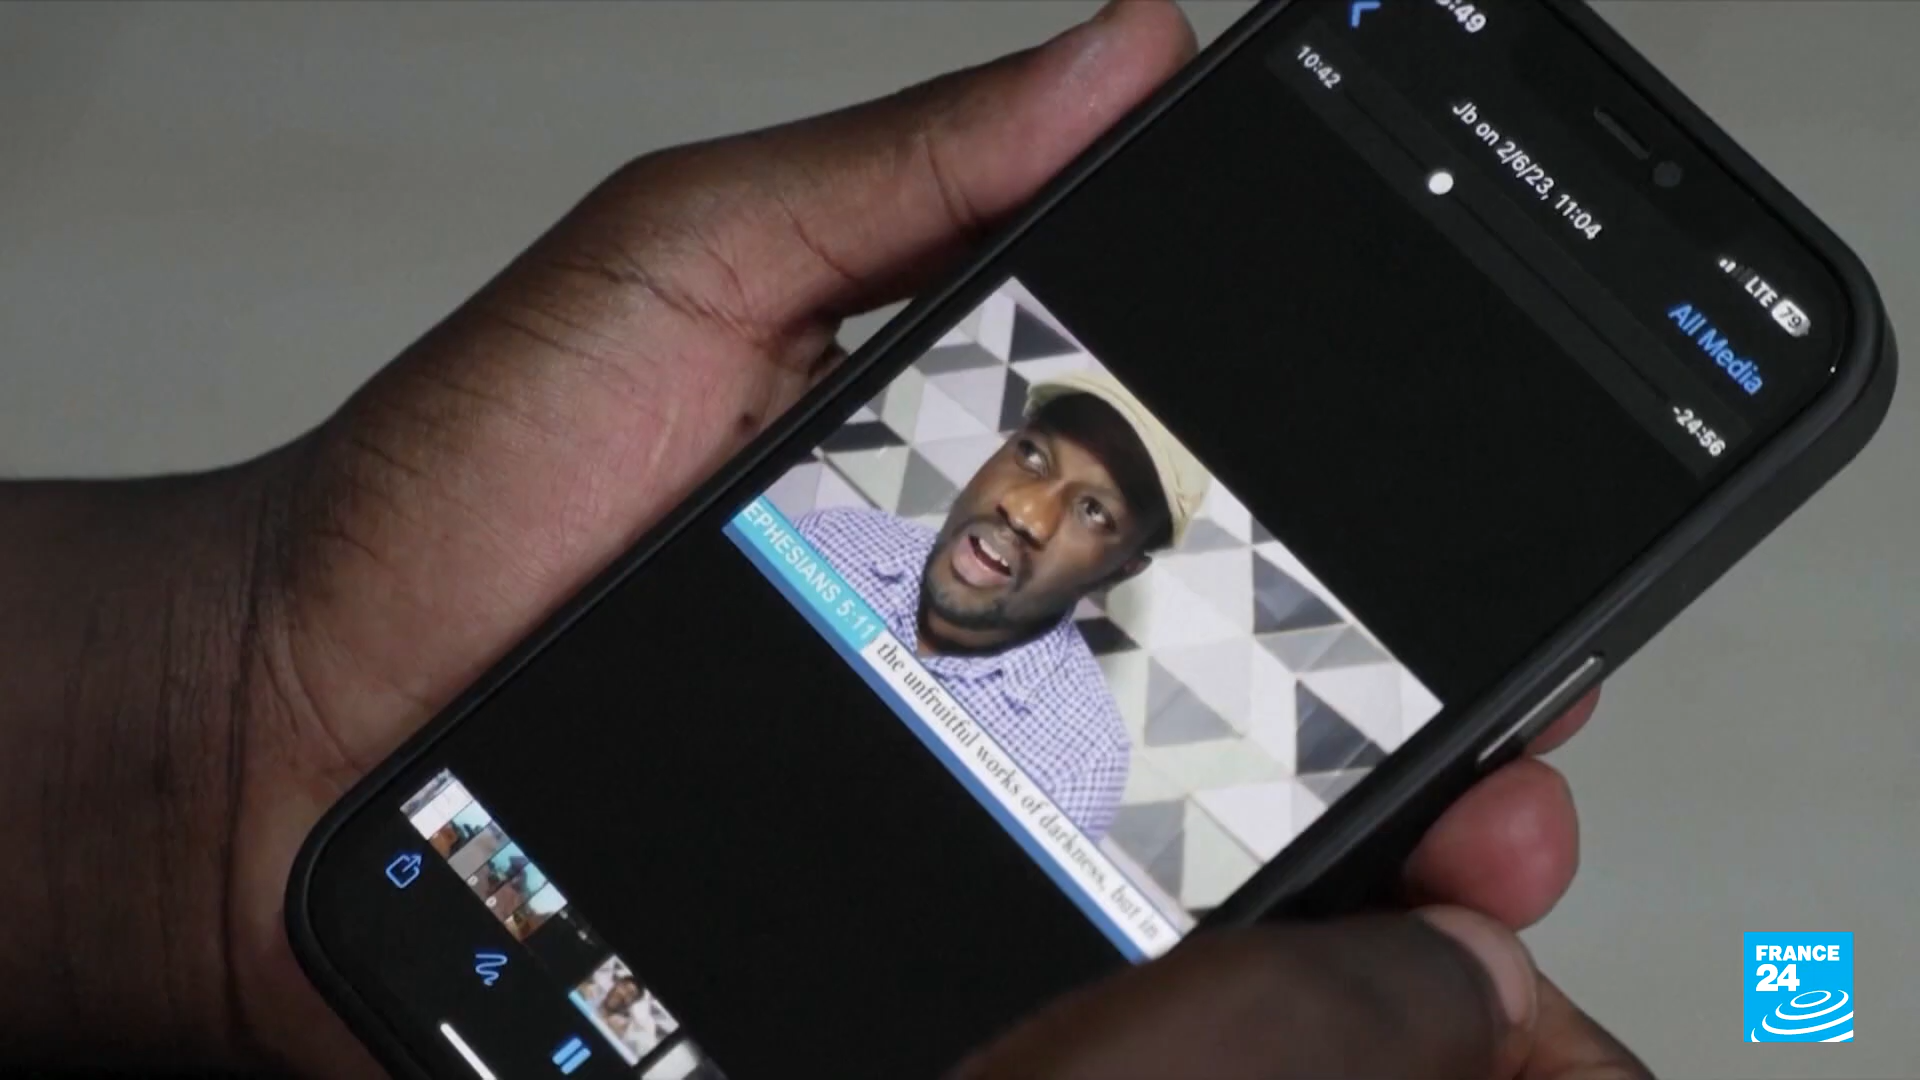 10:42
Jb on 2/6/23, 11:04
LTE
79
All Media
-24:56
EPHESIANS 5:11
the unfruitful works of darkness, but in
FRANCE
24